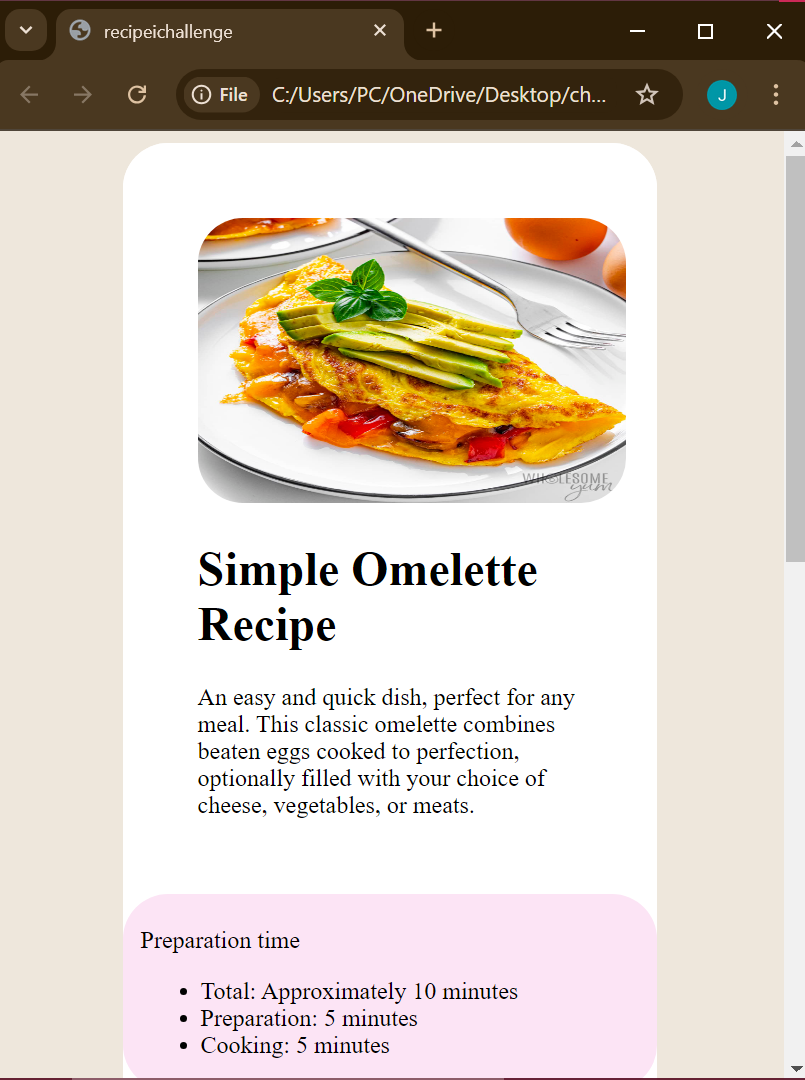 recipeichallenge
File
C:/Users/PC/OneDrive/Desktop/ch...
J
WHOLESOME
yum
Simple Omelette
Recipe
An easy and quick dish, perfect for any
meal. This classic omelette combines
beaten eggs cooked to perfection,
optionally filled with your choice of
cheese, vegetables, or meats.
Preparation time
Total: Approximately 10 minutes
Preparation: 5 minutes
Cooking: 5 minutes